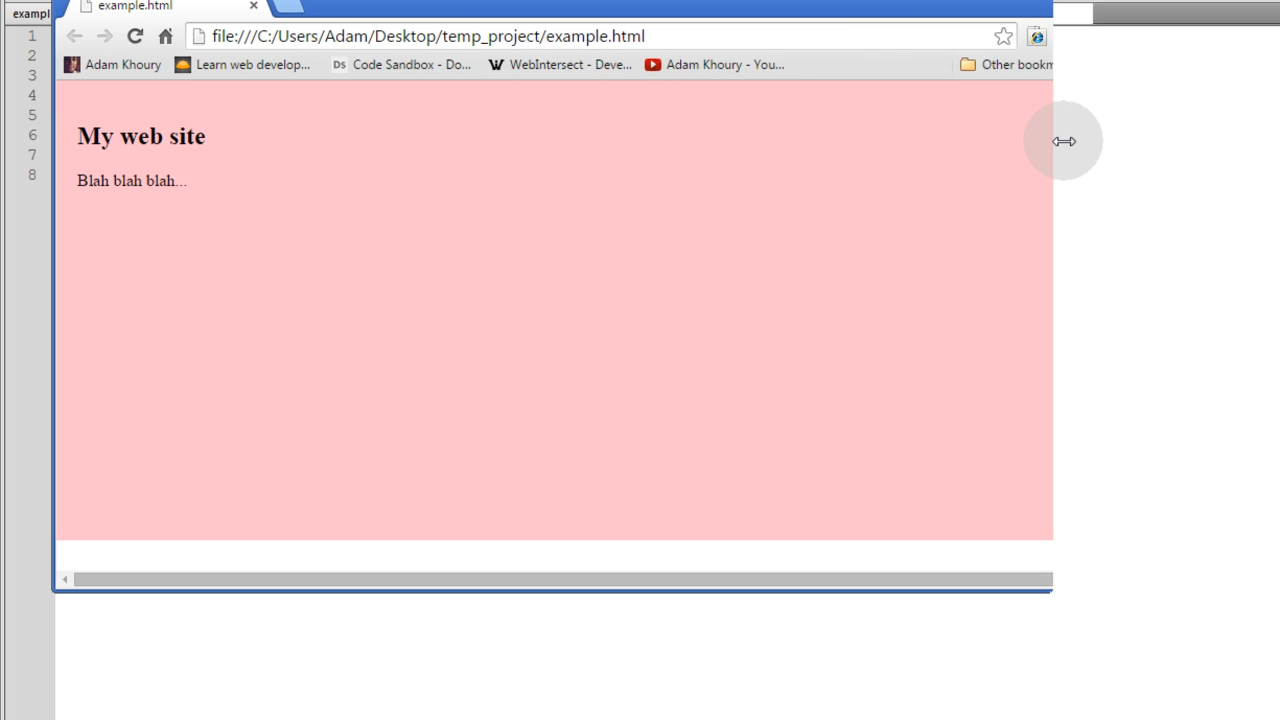 exampl
example.html
file:///C:/Users/Adam/Desktop/temp_project/example.html
Adam Khoury Learn web develop... Ds Code Sandbox - Do... W WebIntersect - Deve... Adam Khoury - You... Other bookm
1
2
3
4
5
6
7
8
My web site
Blah blah blah...